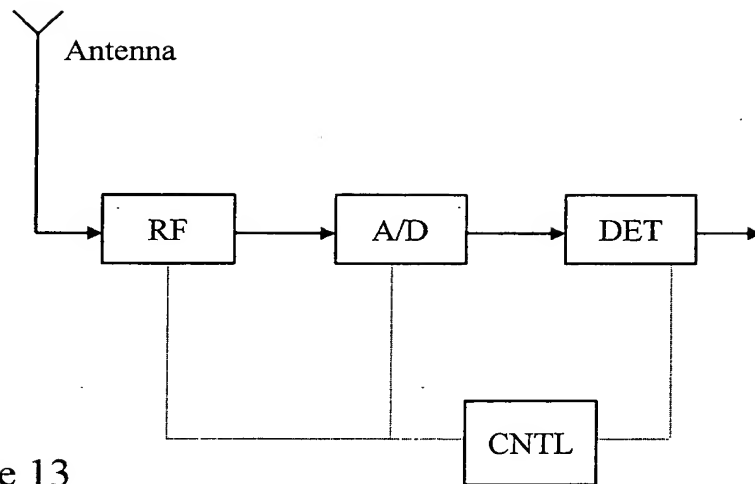 Antenna
RF
A/D
DET
CNTL
e 13